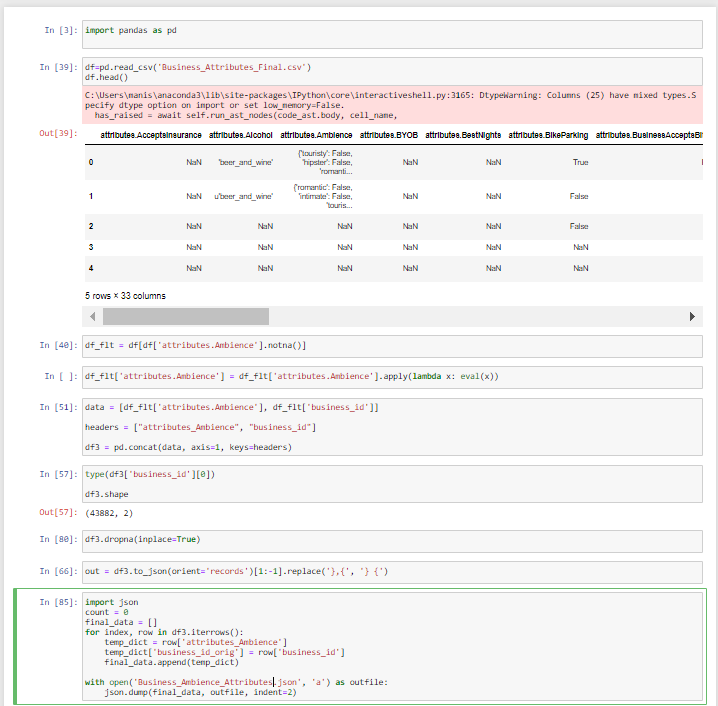 In [3]: import pandas as pd
In [39]: df=pd.read_csv('Business_Attributes_Final.csv')
df.head()
C:\Users\manis\anaconda3\lib\site-packages\IPython\core\interactiveshell.py:3165: DtypeWarning: Columns (25) have mixed types.S
pecify dtype option on import or set low_memory=False.
has_raised = await self.run_ast_nodes(code_ast.body, cell_name,
Out[39]: attributes.AcceptsInsurance attributes.Alcohol attributes.Ambience attributes.BYOB attributes.BestNights attributes.BikeParking attributes.BusinessAcceptsBi
0 NaN 'beer_and_wine' {'touristy': False, 'hipster': False, 'romanti... NaN NaN True
1 NaN u'beer_and_wine' {'romantic': False, 'intimate': False, 'touris... NaN NaN False
2 NaN NaN NaN NaN NaN False
3 NaN NaN NaN NaN NaN NaN
4 NaN NaN NaN NaN NaN NaN
5 rows × 33 columns
In [40]: df_flt = df[df['attributes.Ambience'].notna()]
In [ ]: df_flt['attributes.Ambience'] = df_flt['attributes.Ambience'].apply(lambda x: eval(x))
In [51]: data = [df_flt['attributes.Ambience'], df_flt['business_id']]
headers = ["attributes_Ambience", "business_id"]
df3 = pd.concat(data, axis=1, keys=headers)
In [57]: type(df3['business_id'][0])
df3.shape
Out[57]: (43882, 2)
In [80]: df3.dropna(inplace=True)
In [66]: out = df3.to_json(orient='records')[1:-1].replace('},{', '} {')
In [85]: import json
count = 0
final_data = []
for index, row in df3.iterrows():
temp_dict = row['attributes_Ambience']
temp_dict['business_id_orig'] = row['business_id']
final_data.append(temp_dict)
with open('Business_Ambience_Attributes.json', 'a') as outfile:
json.dump(final_data, outfile, indent=2)